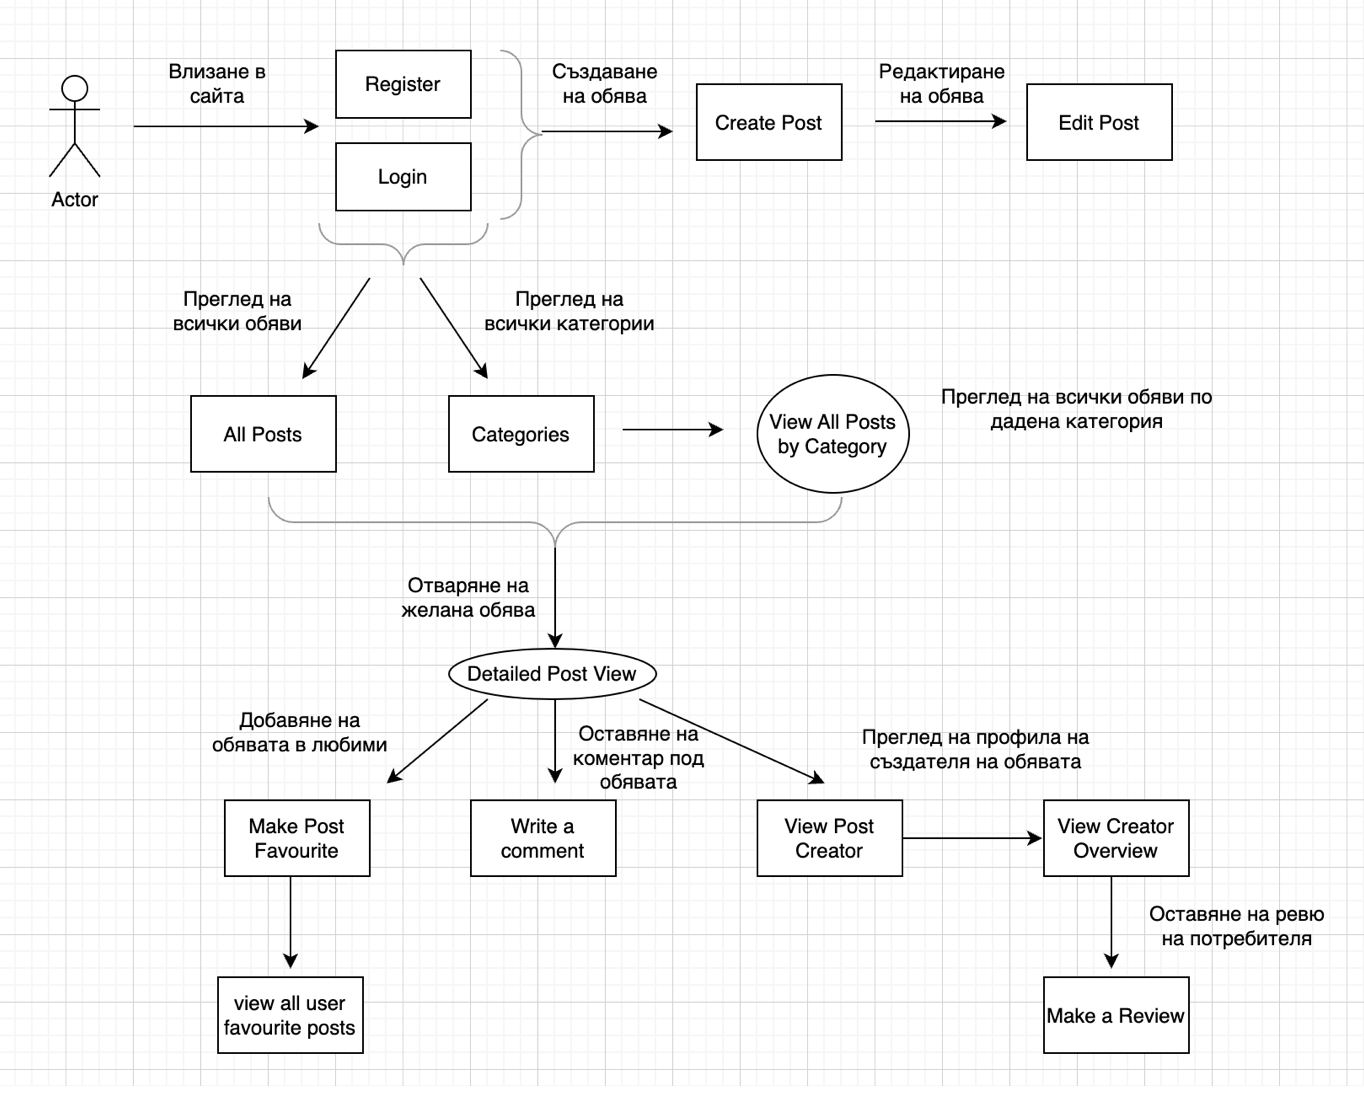 Влизане в
сайта
Register
Login
Actor
Създаване
на обява
Create Post
Редактиране
на обява
Edit Post
Преглед на
всички обяви
Преглед на
всички категории
All Posts
Categories
View All Posts
by Category
Преглед на всички обяви по
дадена категория
Отваряне на
желана обява
Detailed Post View
Добавяне на
обявата в любими
Оставяне на
коментар под
обявата
Преглед на профила на
създателя на обявата
Make Post
Favourite
Write a
comment
View Post
Creator
View Creator
Overview
Оставяне на ревю
на потребителя
view all user
favourite posts
Make a Review